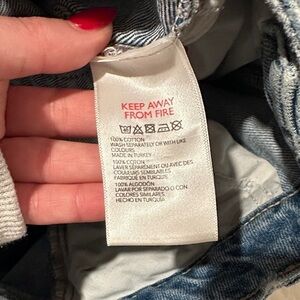 KEEP AWAY
FROM FIRE
100% COTTON
WASH SEPARATELY OR WITH LIKE
COLOURS
MADE IN TURKEY
100% COTON
LAVER SÉPARÉMENT OU AVEC DES
COULEURS SEMBLABLES
FABRIQUÉ EN TURQUIE
100% ALGODÓN
LAVAR POR SEPARADO O CON
COLORES SIMILARES
HECHO EN TURQUÍA